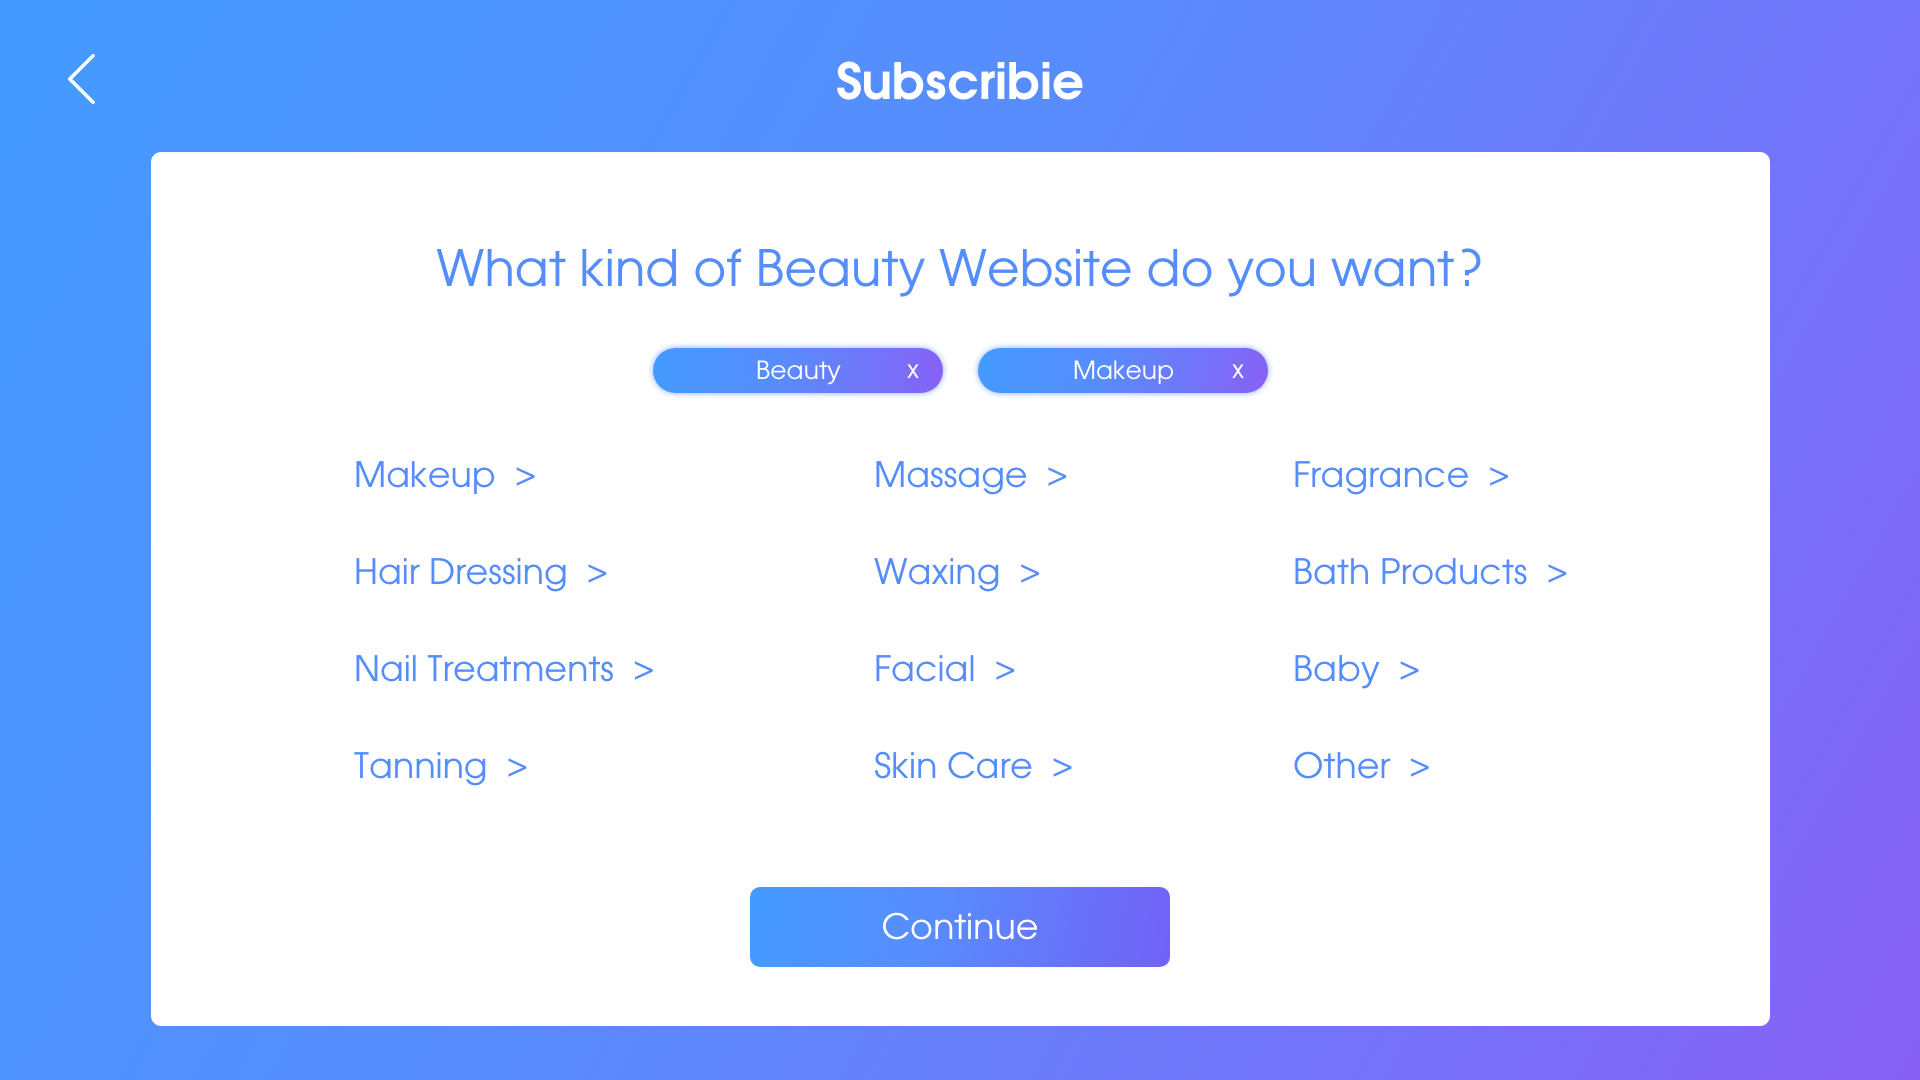 Subscribie
What kind of Beauty Website do you want?
Beauty x
Makeup x
Makeup >
Massage >
Fragrance >
Hair Dressing >
Waxing >
Bath Products >
Nail Treatments >
Facial >
Baby >
Tanning >
Skin Care >
Other >
Continue